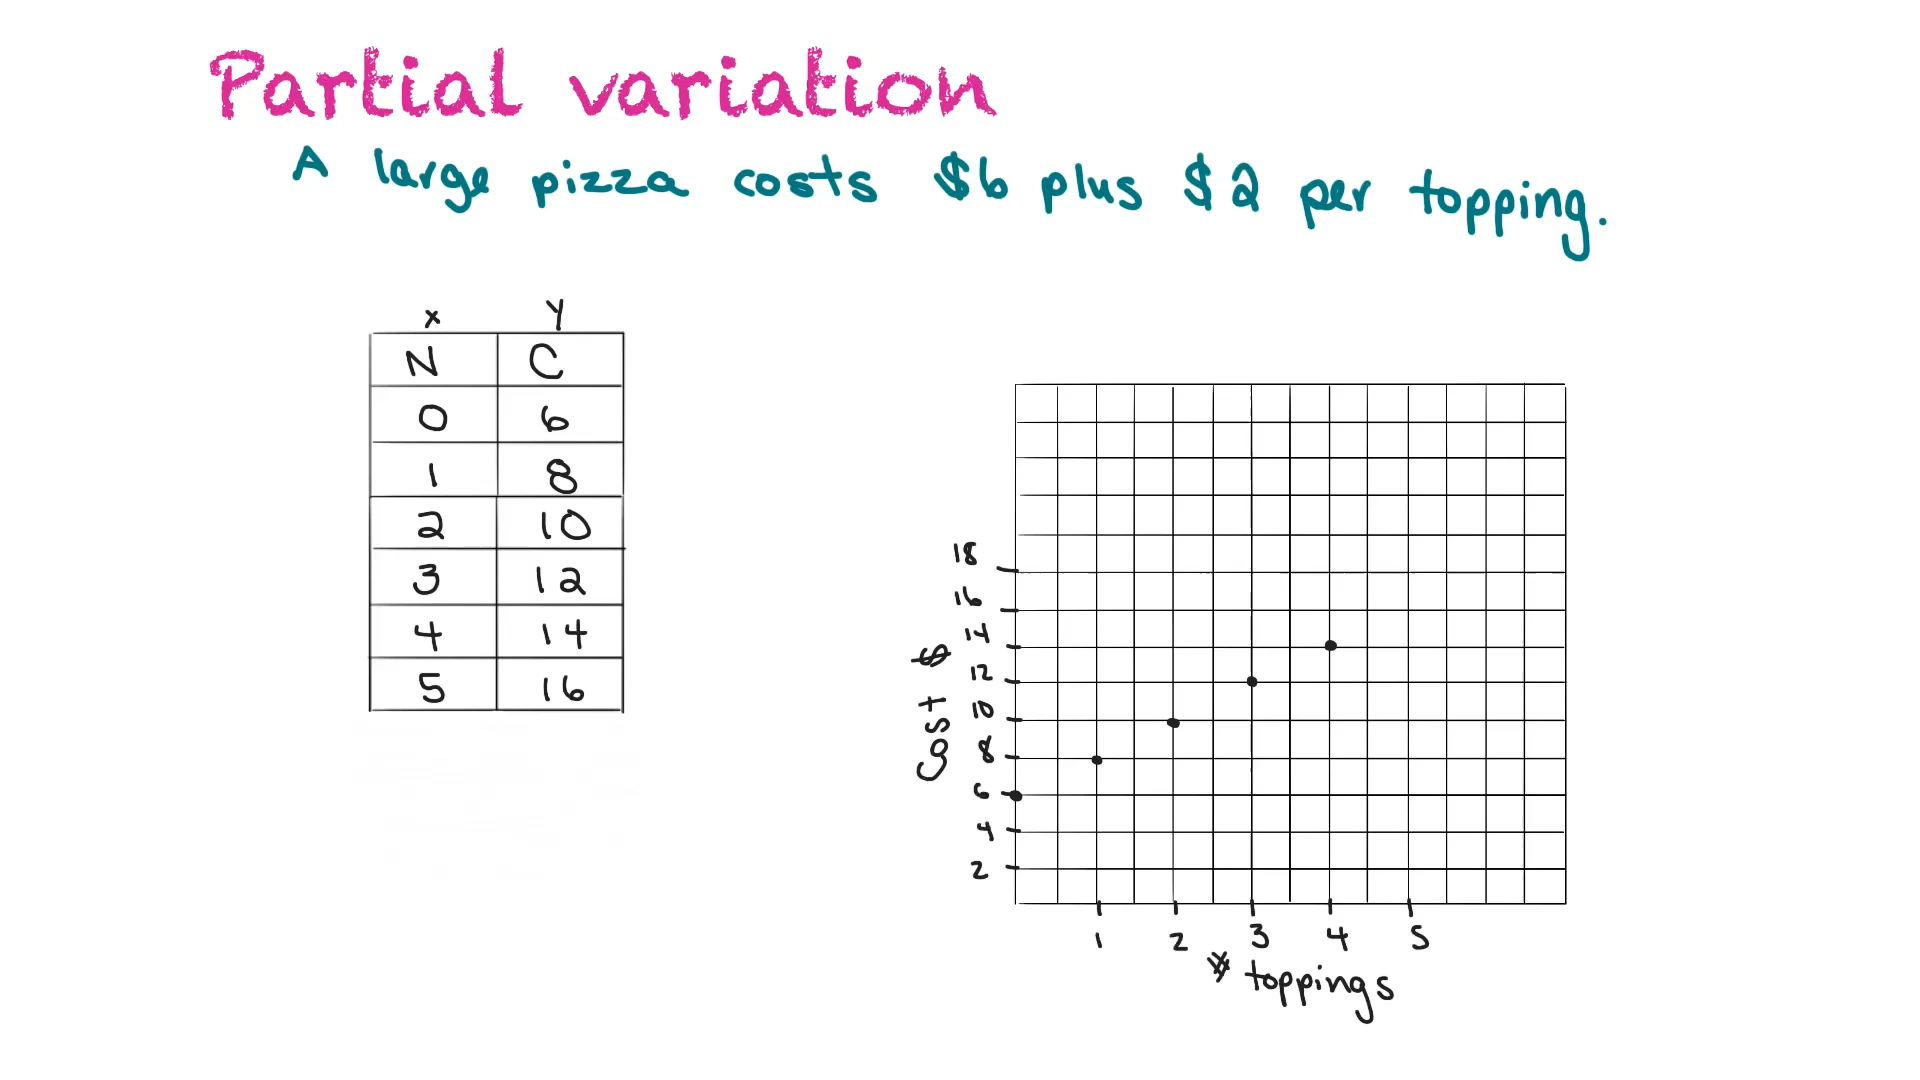 Partial variation
A large pizza costs $6 plus $2 per topping.
x y
N C
0 6
1 8
2 10
3 12
4 14
5 16
18
16
14
12
10
8
6
4
2
Cost $
1 2 3 4 5
# toppings